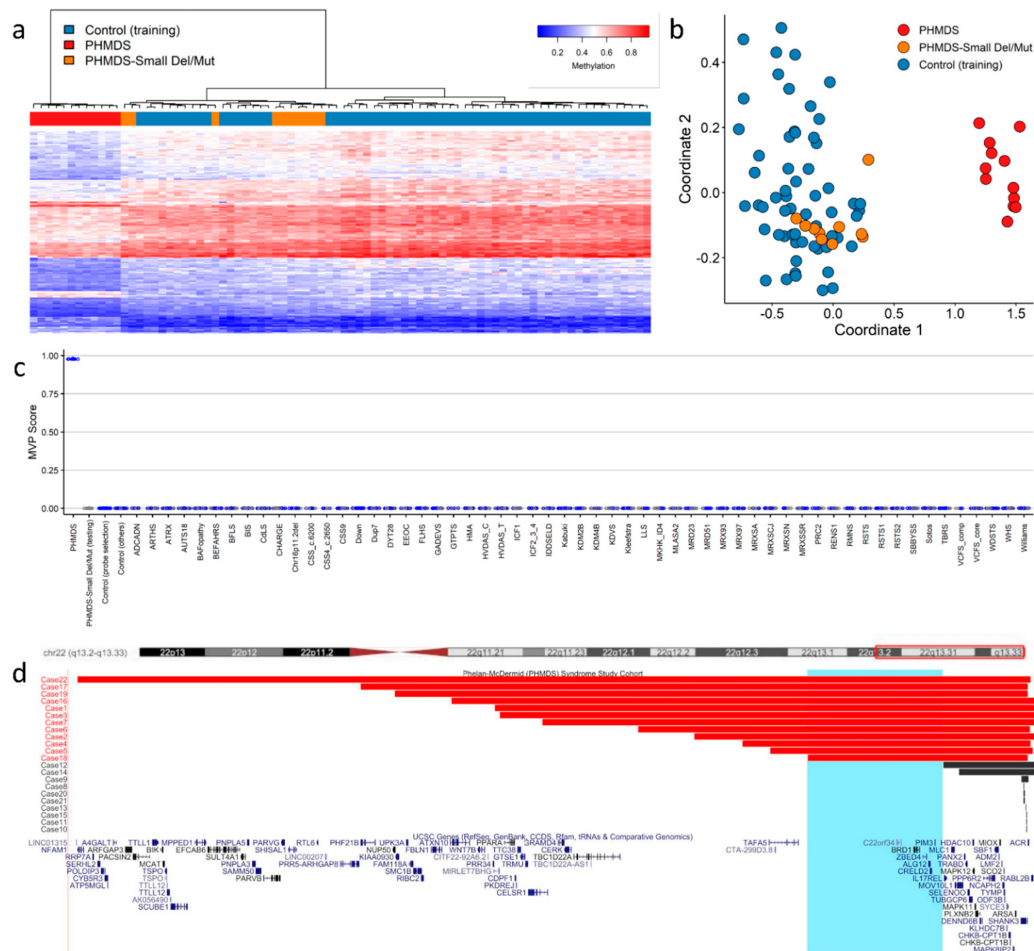 a
Control (training)
PHMDS
PHMDS-Small Del/Mut
0.2 0.4 0.6 0.8
Methylation
b
PHMDS
PHMDS-Small Del/Mut
Control (training)
Coordinate 2
0.4
0.2
0.0
-0.2
-0.5 0.0 0.5 1.0 1.5
Coordinate 1
c
MVP Score
1.00
0.75
0.50
0.25
0.00
PHMDS
PHMDS-Small Del/Mut (testing)
Control (probe selection)
Control (others)
ADCADN
ARTHS
ATRX
AUTS18
BAFopathy
BEFAHRS
BFLS
BIS
CdLS
CHARGE
Chr16p11.2del
CSS_c.6200
CSS4_c.2650
CSS9
Down
Dup7
DYT28
EEOC
FLHS
GADEVS
GTPTS
HMA
HVDAS_C
HVDAS_T
ICF1
ICF2_3_4
IDDSELD
Kabuki
KDM2B
KDM4B
KDVS
Kleefstra
LLS
MKHK_ID4
MLASA2
MRD23
MRD51
MRX93
MRX97
MRXSA
MRXSCJ
MRXSN
MRXSSR
PRC2
RENS1
RMNS
RSTS
RSTS1
RSTS2
SBBYSS
Sotos
TBRS
VCFS_comp
VCFS_core
WDSTS
WHS
Williams
chr22 (q13.2-q13.33) 22p13 22p12 22p11.2 22q11.21 22q11.23 22q12.1 22q12.2 22q12.3 22q13.1 22q13.2 22q13.31 q13.33
d
Phelan-McDermid (PHMDS) Syndrome Study Cohort
Case22
Case17
Case19
Case16
Case1
Case3
Case7
Case6
Case2
Case4
Case5
Case18
Case12
Case14
Case9
Case8
Case20
Case21
Case13
Case15
Case11
Case10
UCSC Genes (RefSeq, GenBank, CCDS, Rfam, tRNAs & Comparative Genomics)
LINC01315 A4GALT TTLL1 MPPED1 PNPLA5 PARVG RTL6 PHF21B UPK3A ATXN10 PPARA GRAMD4 TAFA5 C22orf34 PIM3 HDAC10 MIOX ACR
NFAM1 ARFGAP3 BIK EFCAB6 SHISAL1 NUP50 FBLN1 WNT7B TTC38 CERK CTA-299D3.8 BRD1 MLC1 SBF1
RRP7A PACSIN2 SULT4A1 PRR5-ARHGAP8 KIAA0930 CITF22-92A6.2 GTSE1 TBC1D22A ZBED4 PANX2 ADM2
SERHL2 MCAT PNPLA3 LINC00207 FAM118A PRR34 TRMU TBC1D22A-AS1 ALG12 TRABD LMF2
POLDIP3 TSPO SAMM50 SMC1B MIRLET7BHG CDPF1 CRELD2 MAPK12 SCO2
CYB5R3 TSPO PARVB RIBC2 PKDREJ IL17REL PPP6R2 RABL2B
ATP5MGL TTLL12 CELSR1 MOV10L1 NCAPH2
TTLL12 SELENOO TYMP
AK056490 TUBGCP6 ODF3B
SCUBE1 MAPK11 SYCE3
PLXNB2 ARSA
DENND6B SHANK3
KLHDC7B
CHKB-CPT1B
CHKB-CPT1B
MAPK8IP2